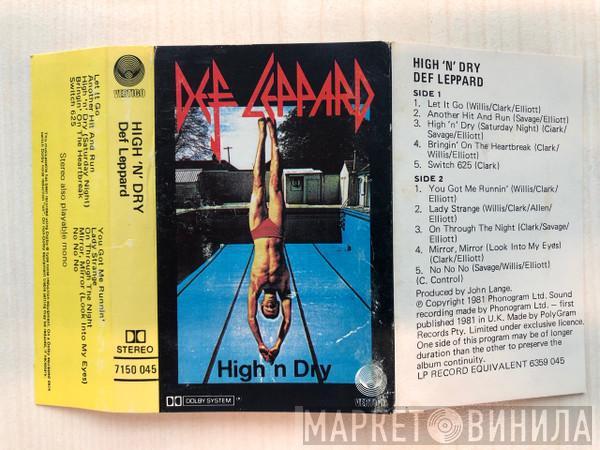 VERTIGO
HIGH 'N' DRY
Def Leppard
Let It Go
Another Hit And Run
High 'n' Dry (Saturday Night)
Bringin' On The Heartbreak
Switch 625
Stereo also playable mono
You Got Me Runnin'
Lady Strange
On Through The Night
Mirror, Mirror (Look Into My Eyes)
No No No
STEREO
7150 045
DEF LEPPARD
High 'n Dry
DOLBY SYSTEM
VERTIGO
HIGH 'N' DRY
DEF LEPPARD
SIDE 1
1. Let It Go (Willis/Clark/Elliott)
2. Another Hit And Run (Savage/Elliott)
3. High 'n' Dry (Saturday Night) (Clark/
Savage/Elliott)
4. Bringin' On The Heartbreak (Clark/
Willis/Elliott)
5. Switch 625 (Clark)
SIDE 2
1. You Got Me Runnin' (Willis/Clark/
Elliott)
2. Lady Strange (Willis/Clark/Allen/
Elliott)
3. On Through The Night (Clark/Savage/
Willis/Elliott)
4. Mirror, Mirror (Look Into My Eyes)
(Clark/Elliott)
5. No No No (Savage/Willis/Elliott)
(C. Control)
Produced by John Lange.
℗ Copyright 1981 Phonogram Ltd. Sound
recording made by Phonogram Ltd. — first
published 1981 in U.K. Made by PolyGram
Records Pty. Limited under exclusive licence.
One side of this program may be of longer
duration than the other to preserve the
album continuity.
LP RECORD EQUIVALENT 6359 045
МАРКЕТ ВИНИЛА